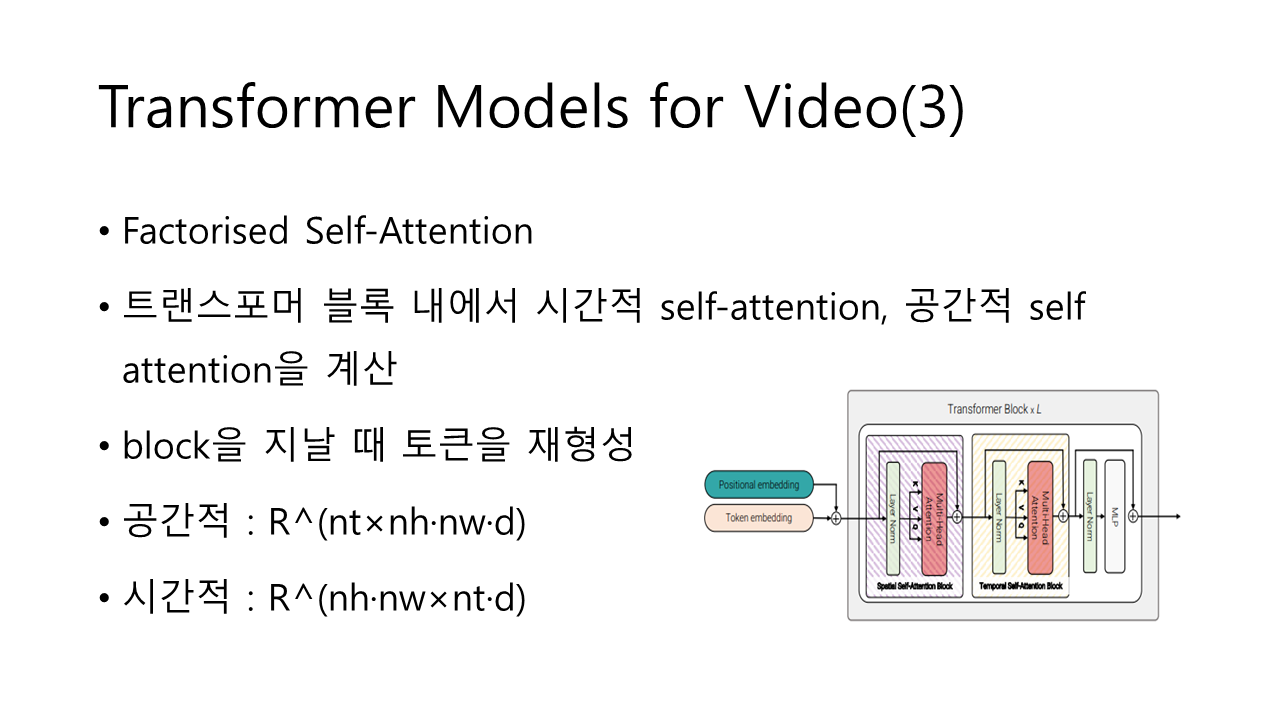 Transformer Models for Video(3)
• Factorised Self-Attention
• 트랜스포머 블록 내에서 시간적 self-attention, 공간적 self
attention을 계산
• block을 지날 때 토큰을 재형성
• 공간적 : R^(nt×nh·nw·d)
• 시간적 : R^(nh·nw×nt·d)
Transformer Block x L
Positional embedding
Token embedding
Layer Norm
K
V
Q
Multi-Head
Attention
Spatial Self-Attention Block
Layer Norm
K
V
Q
Multi-Head
Attention
Temporal Self-Attention Block
Layer Norm
MLP